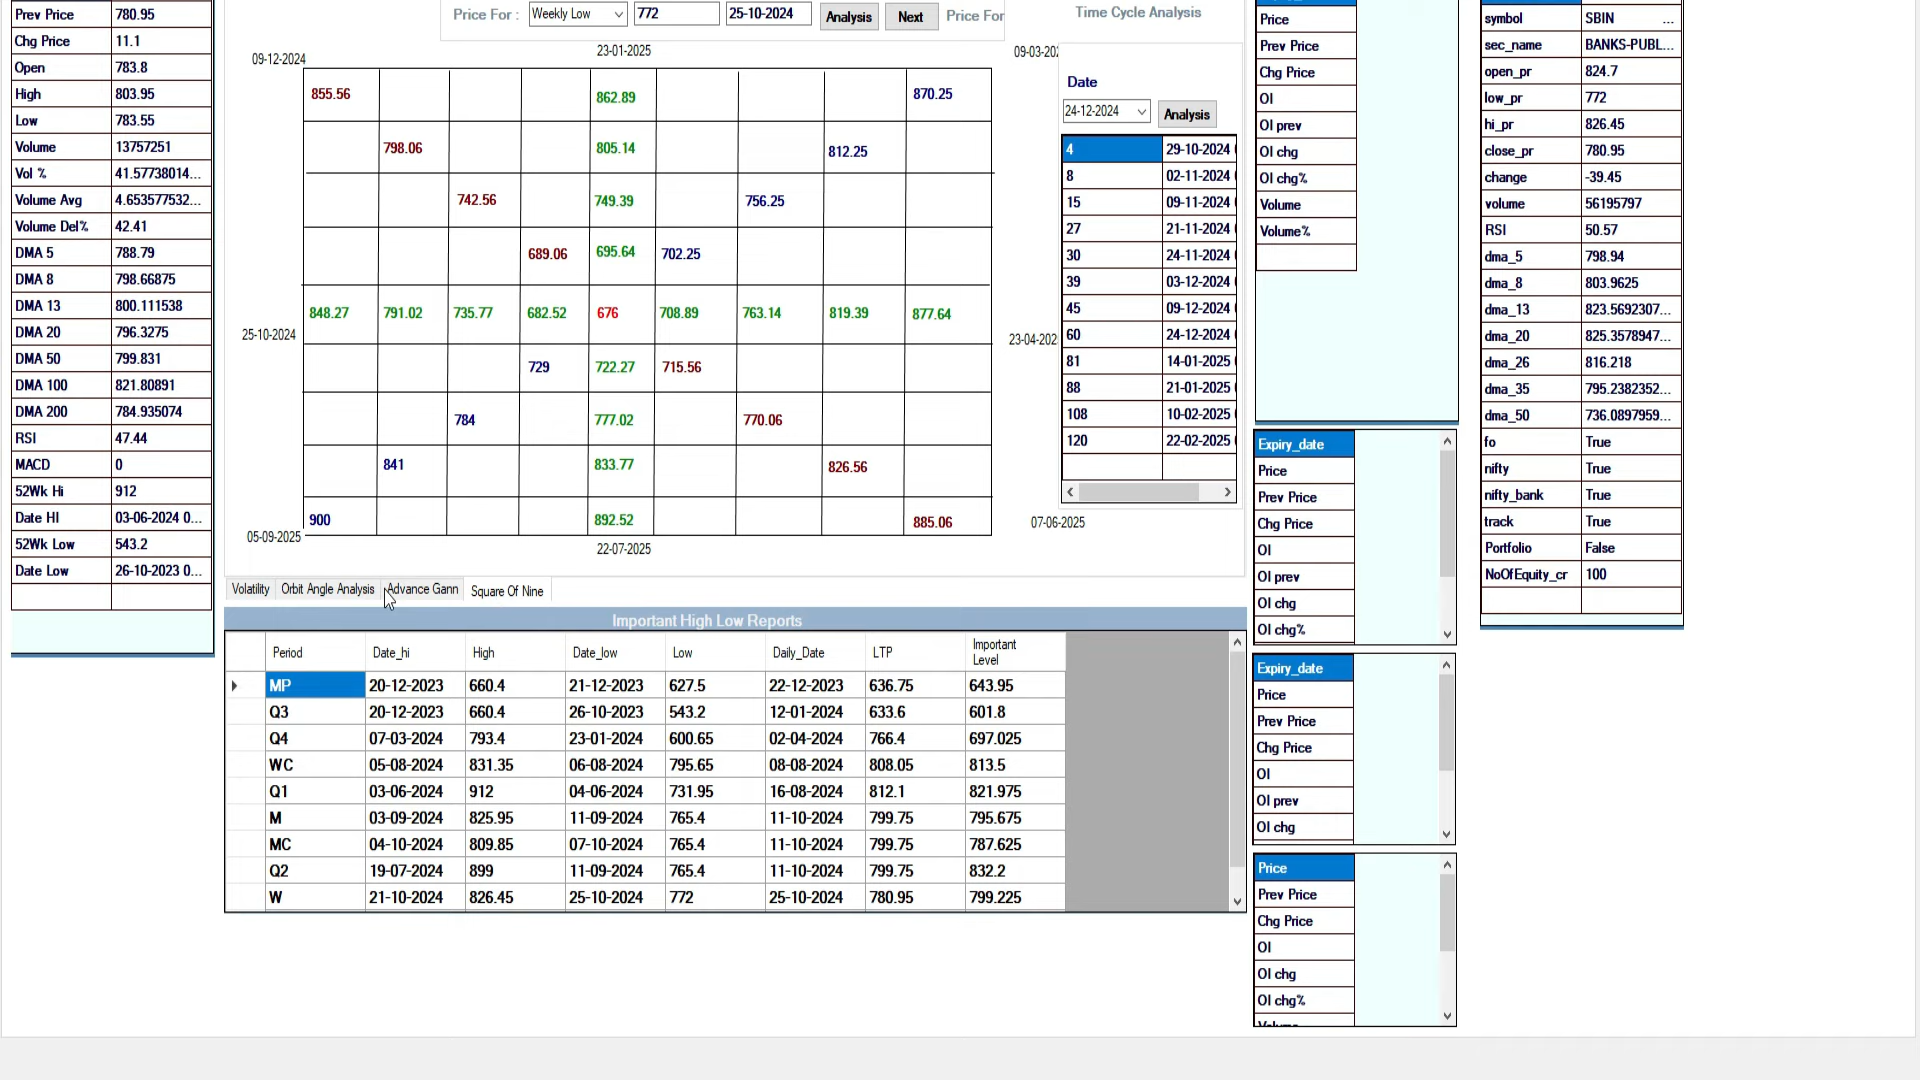 Prev Price 780.95
Chg Price 11.1
Open 783.8
High 803.95
Low 783.55
Volume 13757251
Vol % 41.57738014...
Volume Avg 4.653577532...
Volume Del% 42.41
DMA 5 788.79
DMA 8 798.66875
DMA 13 800.111538
DMA 20 796.3275
DMA 50 799.831
DMA 100 821.80891
DMA 200 784.935074
RSI 47.44
MACD 0
52Wk Hi 912
Date HI 03-06-2024 0...
52Wk Low 543.2
Date Low 26-10-2023 0...
Price For : Weekly Low 772 25-10-2024 Analysis Next Price For
09-12-2024 23-01-2025 09-03-202
855.56 862.89 870.25
798.06 805.14 812.25
742.56 749.39 756.25
689.06 695.64 702.25
848.27 791.02 735.77 682.52 676 708.89 763.14 819.39 877.64
25-10-2024 23-04-202
729 722.27 715.56
784 777.02 770.06
841 833.77 826.56
900 892.52 885.06
05-09-2025 22-07-2025 07-06-2025
Time Cycle Analysis
Date
24-12-2024 Analysis
4 29-10-2024
8 02-11-2024
15 09-11-2024
27 21-11-2024
30 24-11-2024
39 03-12-2024
45 09-12-2024
60 24-12-2024
81 14-01-2025
88 21-01-2025
108 10-02-2025
120 22-02-2025
Volatility Orbit Angle Analysis Advance Gann Square Of Nine
Important High Low Reports
Period Date_hi High Date_low Low Daily_Date LTP Important Level
MP 20-12-2023 660.4 21-12-2023 627.5 22-12-2023 636.75 643.95
Q3 20-12-2023 660.4 26-10-2023 543.2 12-01-2024 633.6 601.8
Q4 07-03-2024 793.4 23-01-2024 600.65 02-04-2024 766.4 697.025
WC 05-08-2024 831.35 06-08-2024 795.65 08-08-2024 808.05 813.5
Q1 03-06-2024 912 04-06-2024 731.95 16-08-2024 812.1 821.975
M 03-09-2024 825.95 11-09-2024 765.4 11-10-2024 799.75 795.675
MC 04-10-2024 809.85 07-10-2024 765.4 11-10-2024 799.75 787.625
Q2 19-07-2024 899 11-09-2024 765.4 11-10-2024 799.75 832.2
W 21-10-2024 826.45 25-10-2024 772 25-10-2024 780.95 799.225
Price
Prev Price
Chg Price
OI
OI prev
OI chg
OI chg%
Volume
Volume%
Expiry_date
Price
Prev Price
Chg Price
OI
OI prev
OI chg
OI chg%
Expiry_date
Price
Prev Price
Chg Price
OI
OI prev
OI chg
Price
Prev Price
Chg Price
OI
OI chg
OI chg%
symbol SBIN ...
sec_name BANKS-PUBL...
open_pr 824.7
low_pr 772
hi_pr 826.45
close_pr 780.95
change -39.45
volume 56195797
RSI 50.57
dma_5 798.94
dma_8 803.9625
dma_13 823.5692307...
dma_20 825.3578947...
dma_26 816.218
dma_35 795.2382352...
dma_50 736.0897959...
fo True
nifty True
nifty_bank True
track True
Portfolio False
NoOfEquity_cr 100